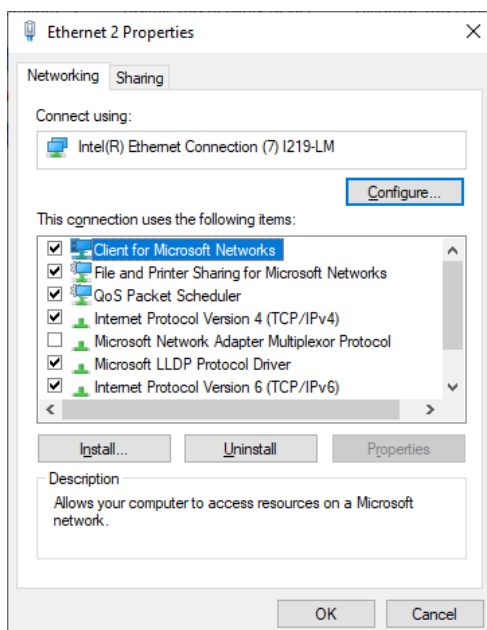 Ethernet 2 Properties
Networking
Sharing
Connect using:
Intel(R) Ethernet Connection (7) I219-LM
Configure...
This connection uses the following items:
Client for Microsoft Networks
File and Printer Sharing for Microsoft Networks
QoS Packet Scheduler
Internet Protocol Version 4 (TCP/IPv4)
Microsoft Network Adapter Multiplexor Protocol
Microsoft LLDP Protocol Driver
Internet Protocol Version 6 (TCP/IPv6)
Install...
Uninstall
Properties
Description
Allows your computer to access resources on a Microsoft
network.
OK
Cancel